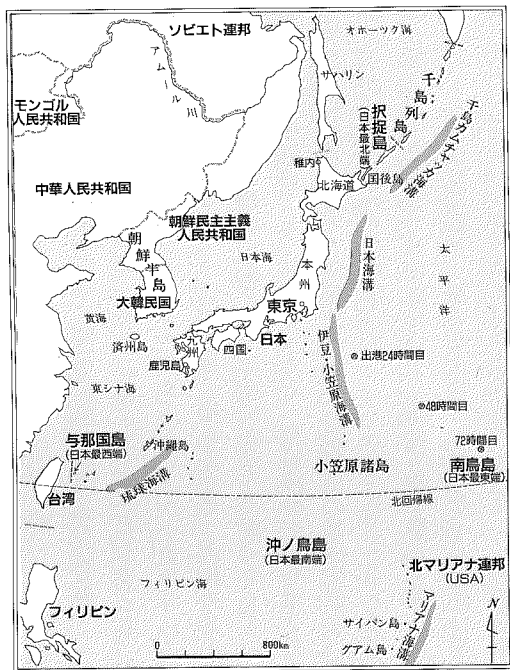 ソビエト連邦
オホーツク海
アムール川
サハリン
モンゴル
人民共和国
千島列島
択捉島
(日本最北端)
千島カムチャッカ海溝
稚内
北海道
国後島
中華人民共和国
朝鮮民主主義
人民共和国
朝鮮半島
日本海
本州
日本海溝
太平洋
大韓民国
東京
黄海
日本
済州島
九州
四国
伊豆・小笠原海溝
出港24時間目
鹿児島
東シナ海
48時間目
与那国島
(日本最西端)
沖縄島
72時間目
小笠原諸島
南鳥島
(日本最東端)
台湾
琉球海溝
北回帰線
沖ノ鳥島
(日本最南端)
北マリアナ連邦
(USA)
フィリピン海
フィリピン
マリアナ海溝
サイパン島
グアム島
N
0
800km